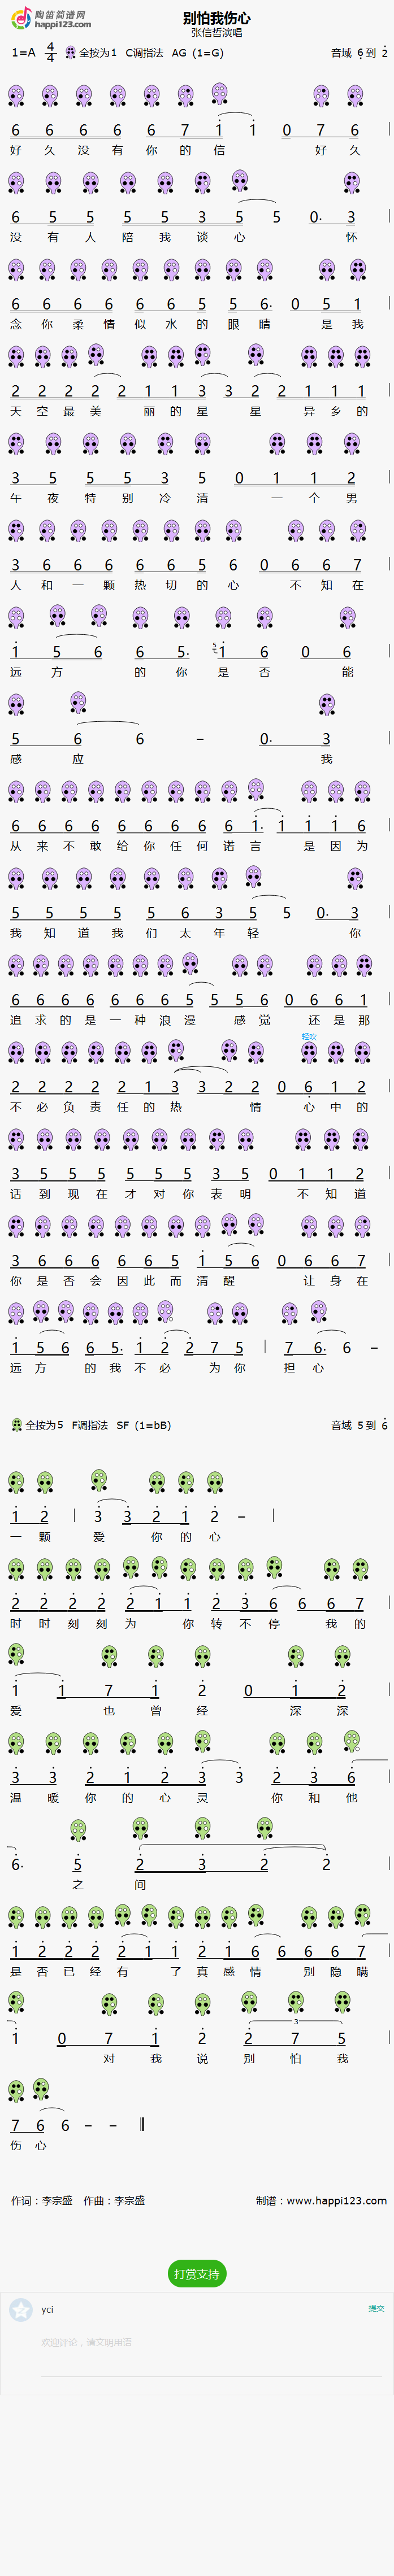 陶笛简谱网
happi123.com
别怕我伤心
张信哲演唱
1=A 4/4 全按为1 C调指法 AG (1=G) 音域 6̣ 到 2̇
6 6 6 6 6 7 1̇ 1̇ 0 7 6
好 久 没 有 你 的 信 好 久
6 5 5 5 5 3 5 5 0· 3
没 有 人 陪 我 谈 心 怀
6 6 6 6 6 6 5 5 6· 0 5 1
念 你 柔 情 似 水 的 眼 睛 是 我
2 2 2 2 2 1 1 3 3 2 2 1 1 1
天 空 最 美 丽 的 星 星 异 乡 的
3 5 5 5 3 5 0 1 1 2
午 夜 特 别 冷 清 一 个 男
3 6 6 6 6 6 5 6 0 6 6 7
人 和 一 颗 热 切 的 心 不 知 在
1̇ 5 6 6 5· 1̇ 6 0 6
远 方 的 你 是 否 能
5 6 6 – 0· 3
感 应 我
6 6 6 6 6 6 6 6 6 1̇· 1̇ 1̇ 1̇ 6
从 来 不 敢 给 你 任 何 诺 言 是 因 为
5 5 5 5 5 6 3 5 5 0· 3
我 知 道 我 们 太 年 轻 你
6 6 6 6 6 6 6 5 5 5 6 0 6 6 1
追 求 的 是 一 种 浪 漫 感 觉 还 是 那
轻吹
2 2 2 2 2 1 3 3 2 2 0 6̣ 1 2
不 必 负 责 任 的 热 情 心 中 的
3 5 5 5 5 5 5 3 5 0 1 1 2
话 到 现 在 才 对 你 表 明 不 知 道
3 6 6 6 6 6 5 1̇ 5 6 0 6 6 7
你 是 否 会 因 此 而 清 醒 让 身 在
1̇ 5 6 6 5· 1̇ 2̇ 2̇ 7 5 7 6· 6 –
远 方 的 我 不 必 为 你 担 心
全按为5 F调指法 SF (1=bB) 音域 5 到 6̇
1̇ 2̇ 3̇ 3̇ 2̇ 1̇ 2̇ –
一 颗 爱 你 的 心
2̇ 2̇ 2̇ 2̇ 2̇ 1̇ 1̇ 2̇ 3̇ 6 6 6 7
时 时 刻 刻 为 你 转 不 停 我 的
1̇ 1̇ 7 1̇ 2̇ 0 1̇ 2̇
爱 也 曾 经 深 深
3̇ 3̇ 2̇ 1̇ 2̇ 3̇ 3̇ 2̇ 3̇ 6̇
温 暖 你 的 心 灵 你 和 他
6̇· 5̇ 2̇ 3̇ 2̇ 2̇
之 间
1̇ 2̇ 2̇ 2̇ 2̇ 1̇ 1̇ 2̇ 1̇ 6 6 6 6 7
是 否 已 经 有 了 真 感 情 别 隐 瞒
1̇ 0 7 1̇ 2̇ 2̇ 7 5
对 我 说 别 怕 我
7 6 6 – –
伤 心
作词：李宗盛 作曲：李宗盛 制谱：www.happi123.com
打赏支持
yci 提交
欢迎评论，请文明用语